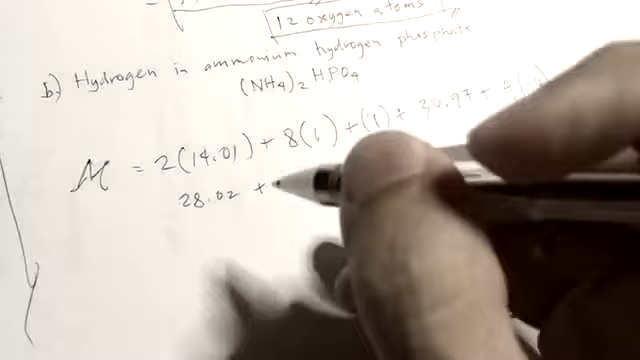 12 oxygen atoms
b) Hydrogen in ammonium hydrogen phosphate
(NH4)2 HPO4
M = 2(14.01) + 8(1) + (1) + 30.97 + 4(
28.02 +